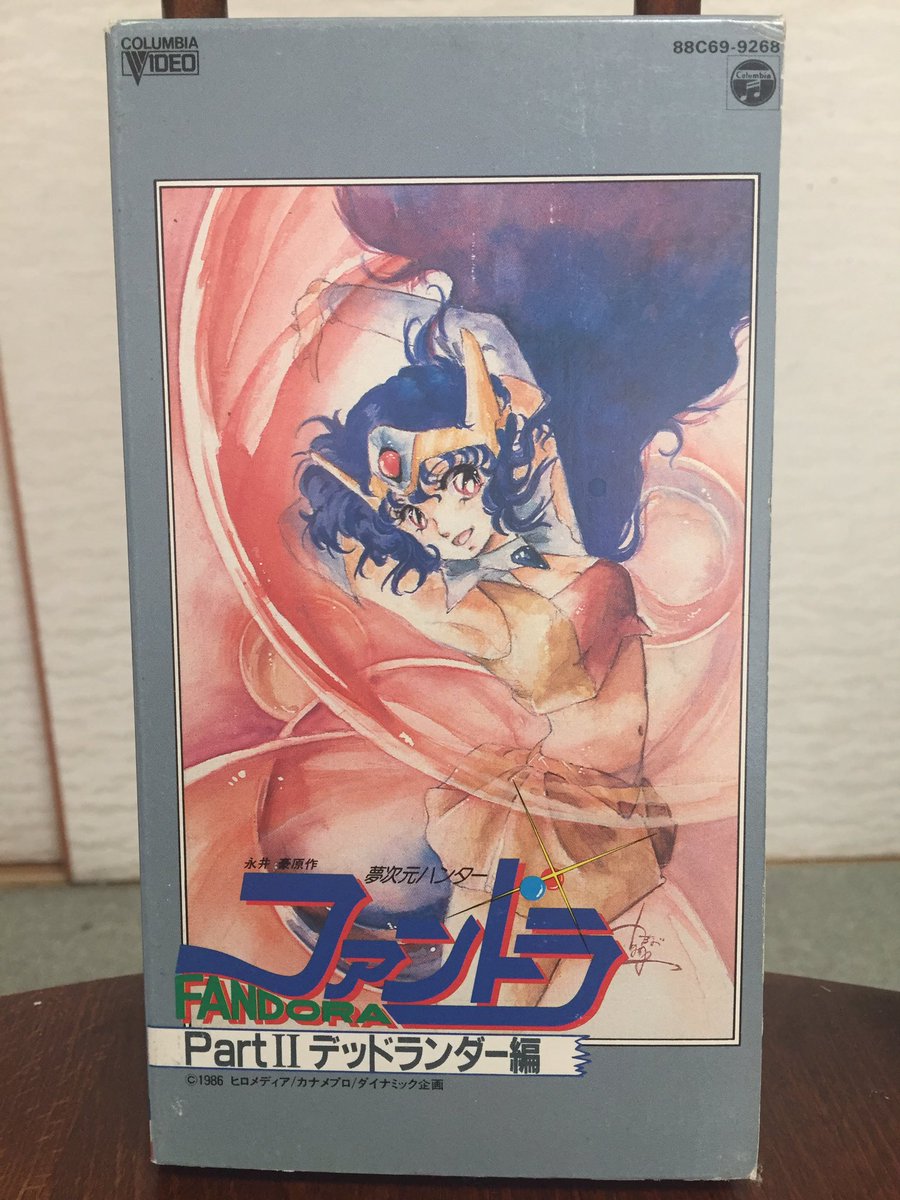 COLUMBIA
VIDEO
88C69-9268
Columbia
永井 豪原作
夢次元ハンター
ファンドラ
FANDORA
Part II デッドランダー編
©1986 ヒロメディア/カナメプロ/ダイナミック企画